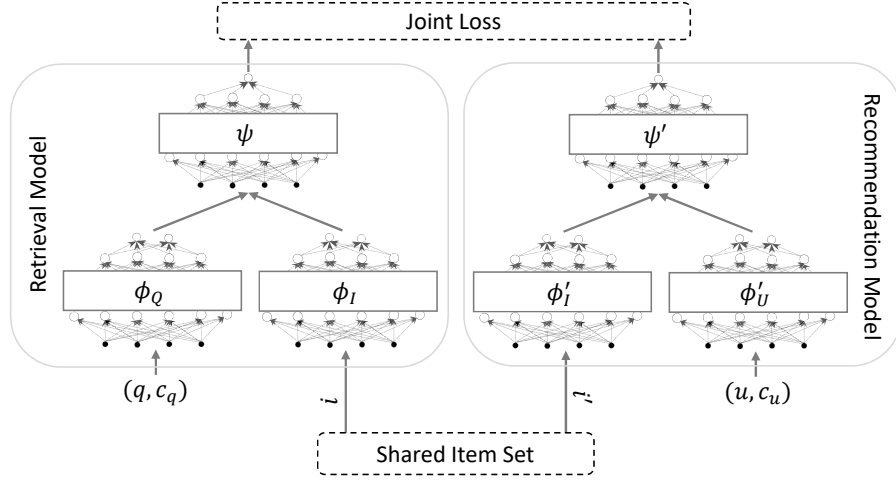 Joint Loss
Retrieval Model
ψ
ϕ_Q
ϕ_I
(q, c_q)
i
ψ′
ϕ′_I
ϕ′_U
Recommendation Model
i′
(u, c_u)
Shared Item Set